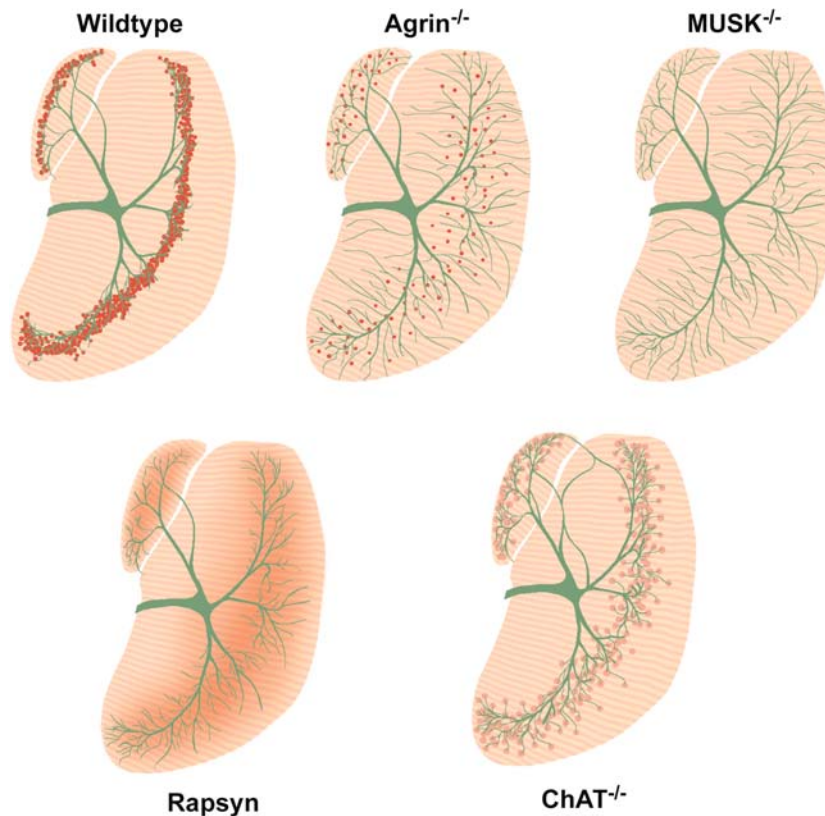 Wildtype
Agrin-/-
MUSK-/-
Rapsyn
ChAT-/-